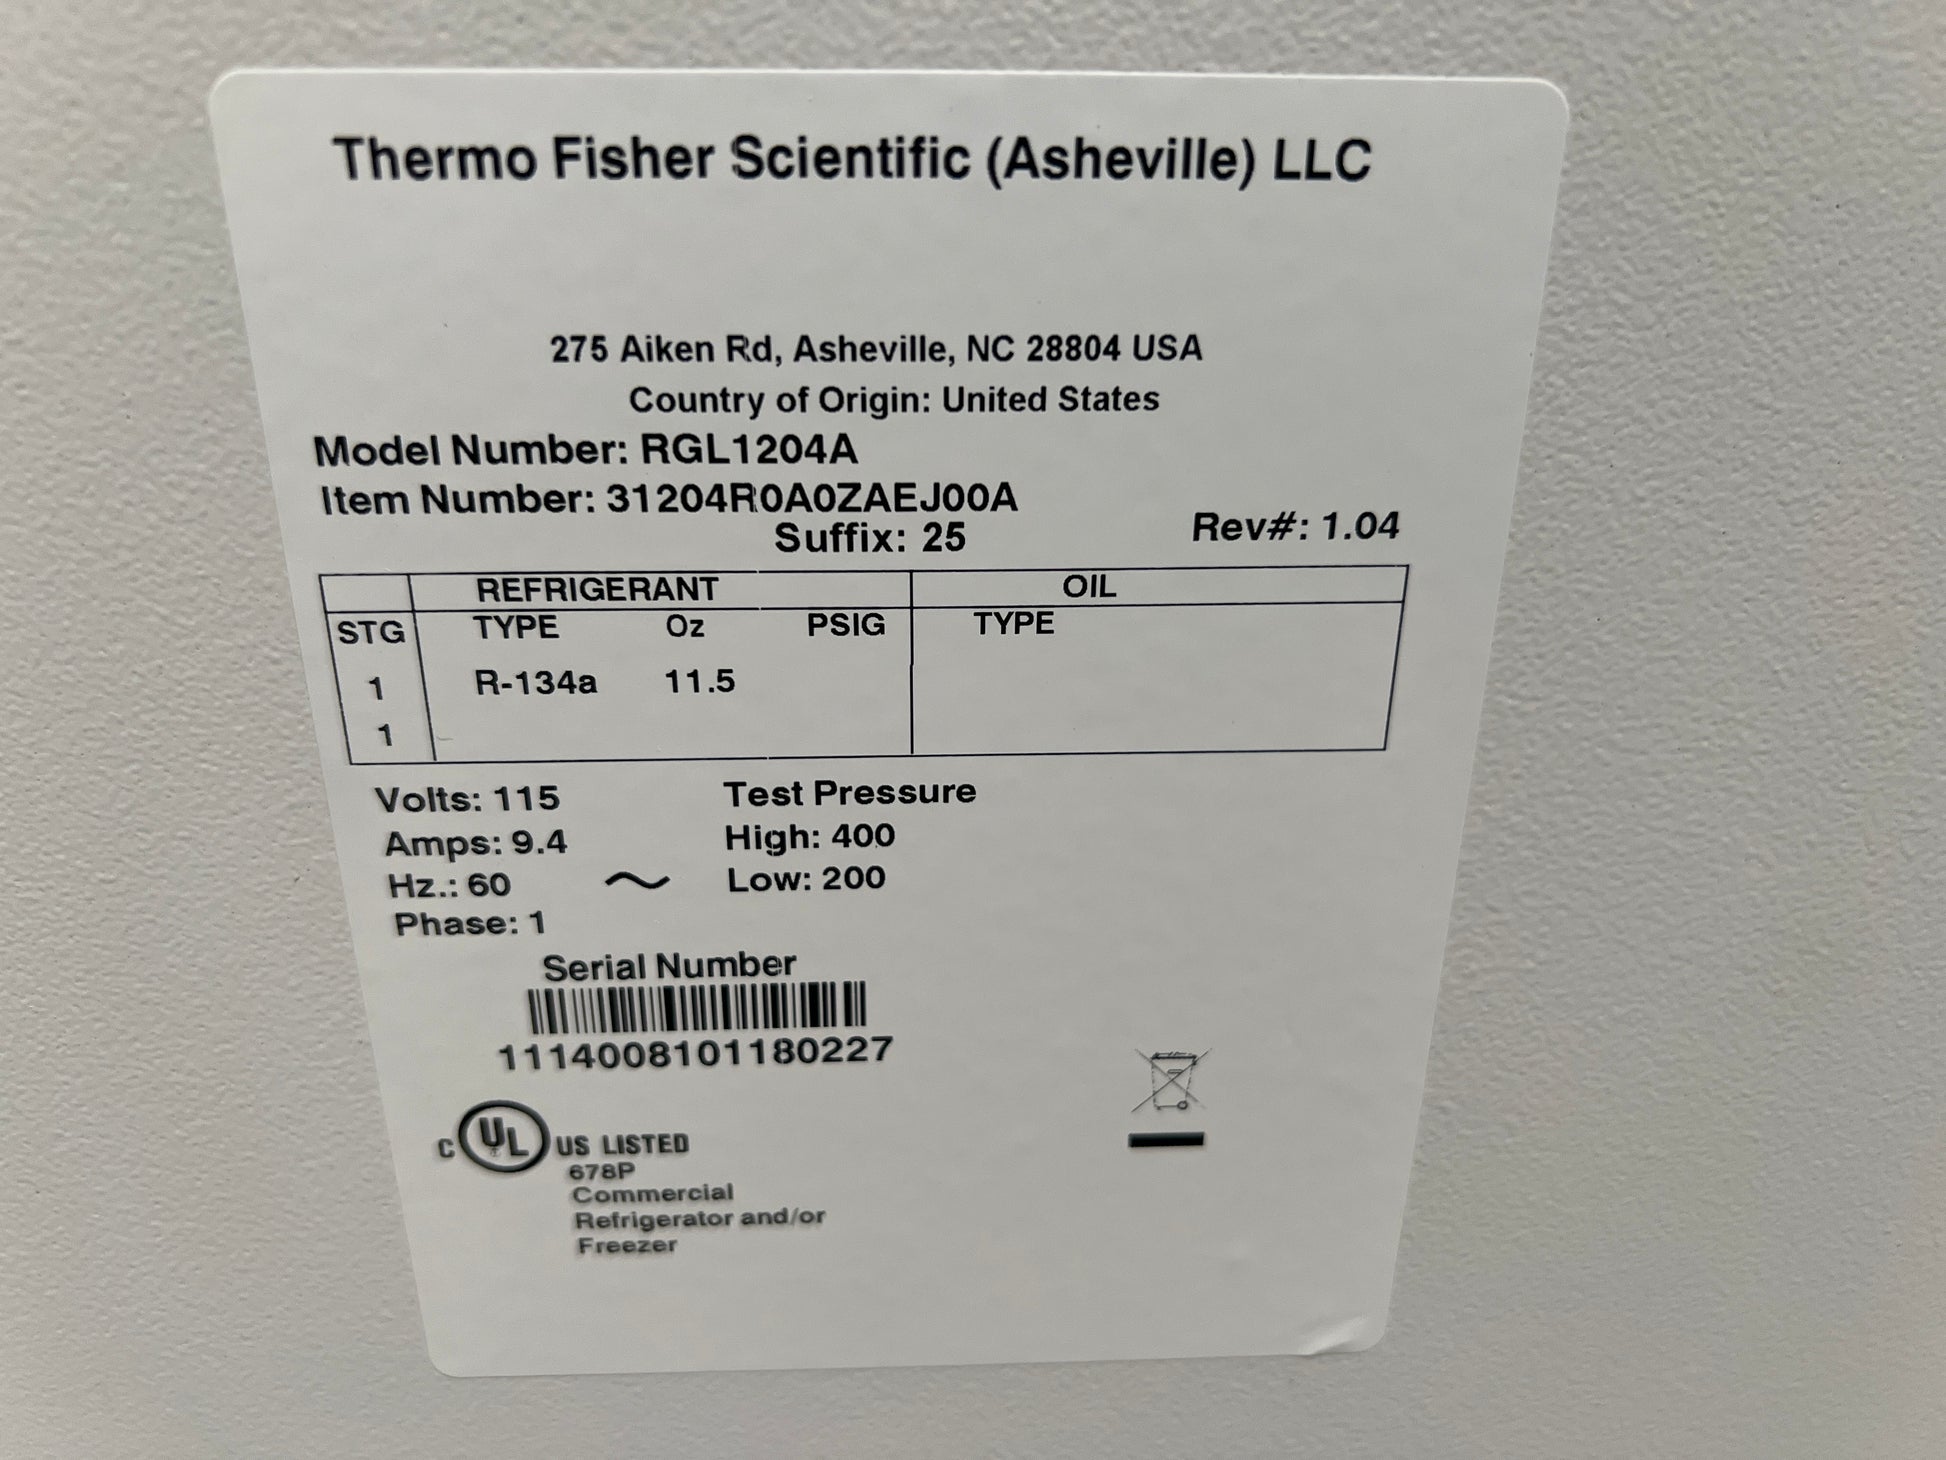 Thermo Fisher Scientific (Asheville) LLC
275 Aiken Rd, Asheville, NC 28804 USA
Country of Origin: United States
Model Number: RGL1204A
Item Number: 31204R0A0ZAEJ00A
Suffix: 25 Rev#: 1.04
REFRIGERANT OIL
STG TYPE Oz PSIG TYPE
1 R-134a 11.5
1
Volts: 115 Test Pressure
Amps: 9.4 High: 400
Hz.: 60 ~ Low: 200
Phase: 1
Serial Number
1114008101180227
C UL US LISTED
678P
Commercial
Refrigerator and/or
Freezer